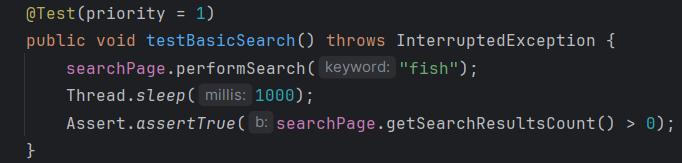 @Test(priority = 1)
public void testBasicSearch() throws InterruptedException {
searchPage.performSearch( keyword: "fish");
Thread.sleep( millis: 1000);
Assert.assertTrue( b: searchPage.getSearchResultsCount() > 0);
}